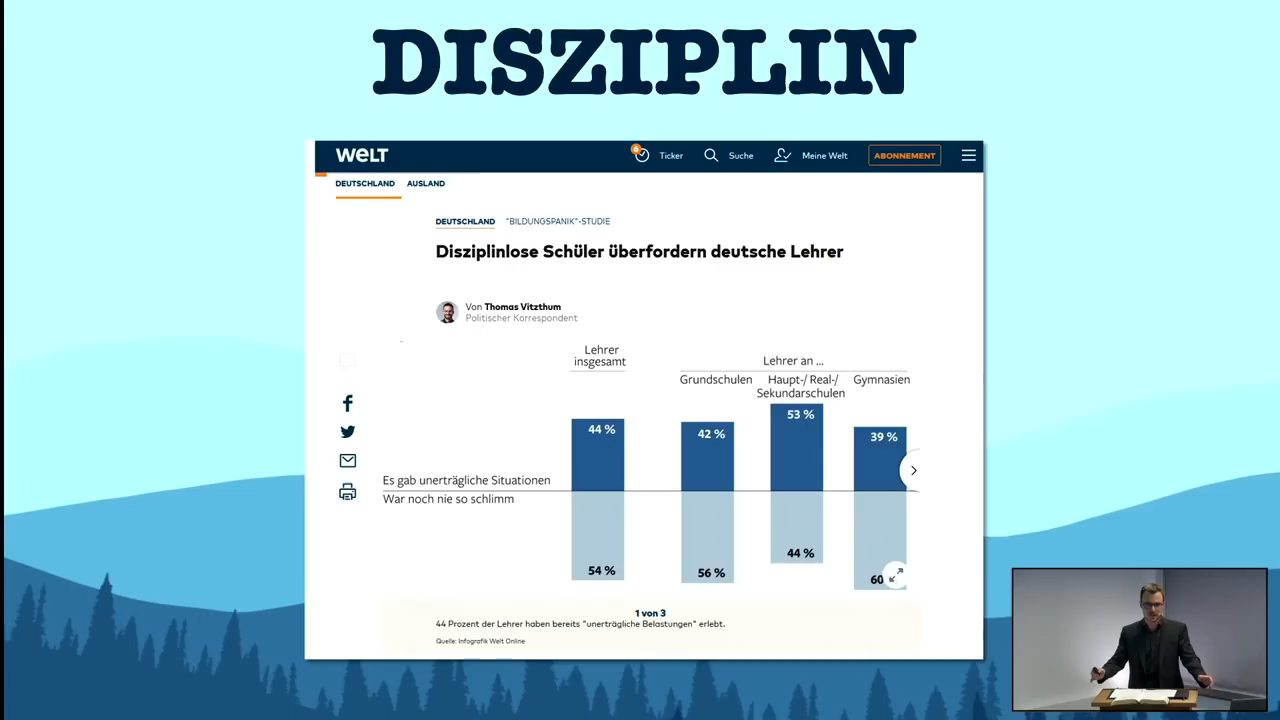 DISZIPLIN
WELT
6
Ticker
Suche
Meine Welt
ABONNEMENT
DEUTSCHLAND AUSLAND
DEUTSCHLAND "BILDUNGSPANIK"-STUDIE
Disziplinlose Schüler überfordern deutsche Lehrer
Von Thomas Vitzthum
Politischer Korrespondent
Lehrer
insgesamt
Lehrer an ...
Grundschulen
Haupt-/ Real-/
Sekundarschulen
Gymnasien
44 %
42 %
53 %
39 %
Es gab unerträgliche Situationen
War noch nie so schlimm
54 %
56 %
44 %
60
1 von 3
44 Prozent der Lehrer haben bereits "unerträgliche Belastungen" erlebt.
Quelle: Infografik Welt Online